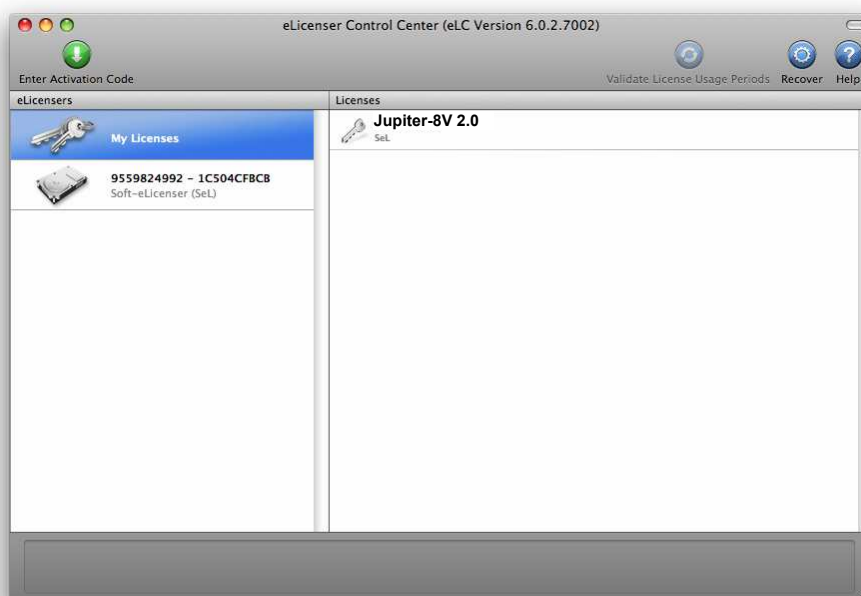 eLicenser Control Center (eLC Version 6.0.2.7002)
Enter Activation Code
Validate License Usage Periods
Recover
Help
eLicensers
Licenses
My Licenses
Jupiter-8V 2.0
SeL
9559824992 - 1C504CFBCB
Soft-eLicenser (SeL)